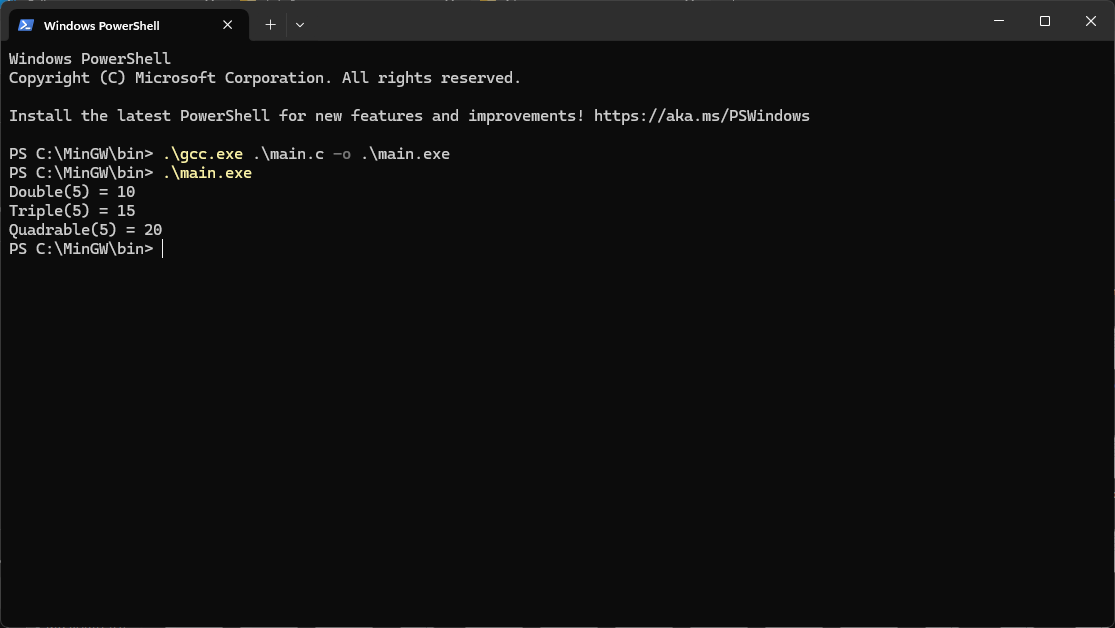 Windows PowerShell
Windows PowerShell
Copyright (C) Microsoft Corporation. All rights reserved.
Install the latest PowerShell for new features and improvements! https://aka.ms/PSWindows
PS C:\MinGW\bin> .\gcc.exe .\main.c -o .\main.exe
PS C:\MinGW\bin> .\main.exe
Double(5) = 10
Triple(5) = 15
Quadrable(5) = 20
PS C:\MinGW\bin>